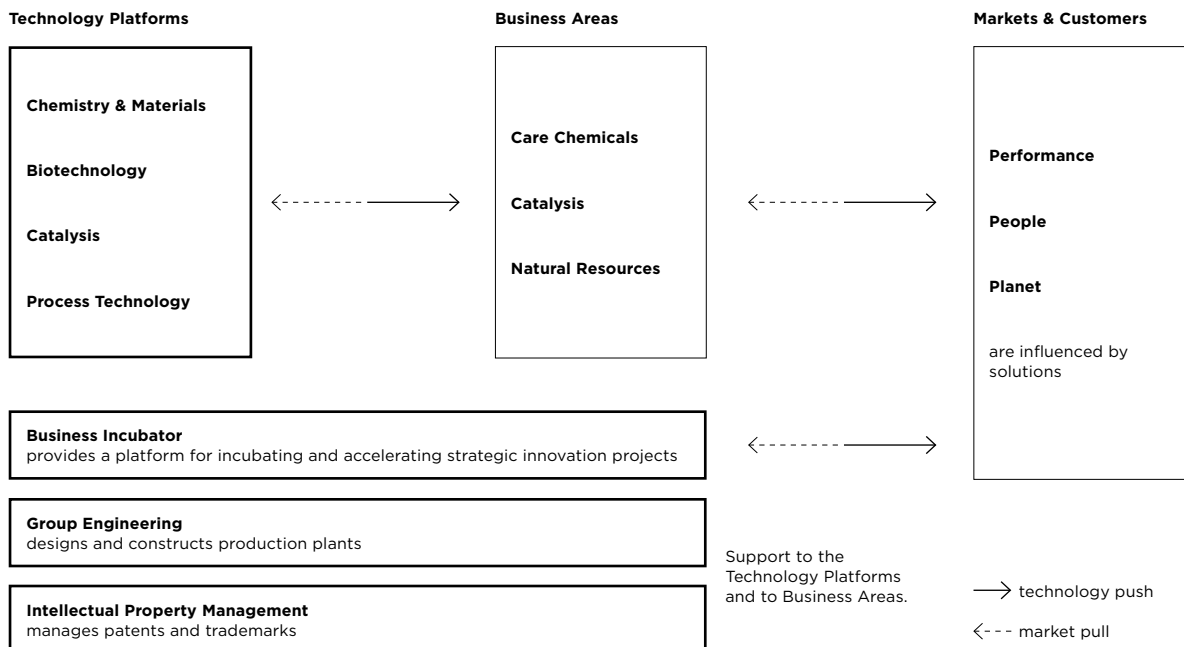 Technology Platforms
Business Areas
Markets & Customers
Chemistry & Materials
Biotechnology
Catalysis
Process Technology
Care Chemicals
Catalysis
Natural Resources
Performance
People
Planet
are influenced by
solutions
Business Incubator
provides a platform for incubating and accelerating strategic innovation projects
Group Engineering
designs and constructs production plants
Intellectual Property Management
manages patents and trademarks
Support to the
Technology Platforms
and to Business Areas.
technology push
market pull